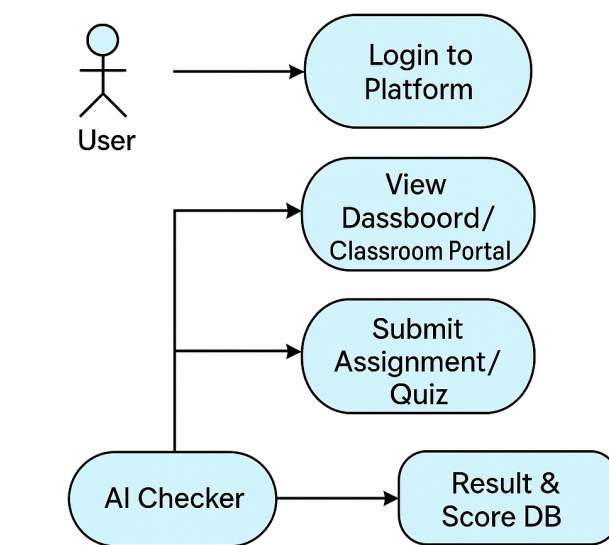 Login to
Platform
User
View
Dassboord/
Classroom Portal
Submit
Assignment/
Quiz
AI Checker
Result &
Score DB